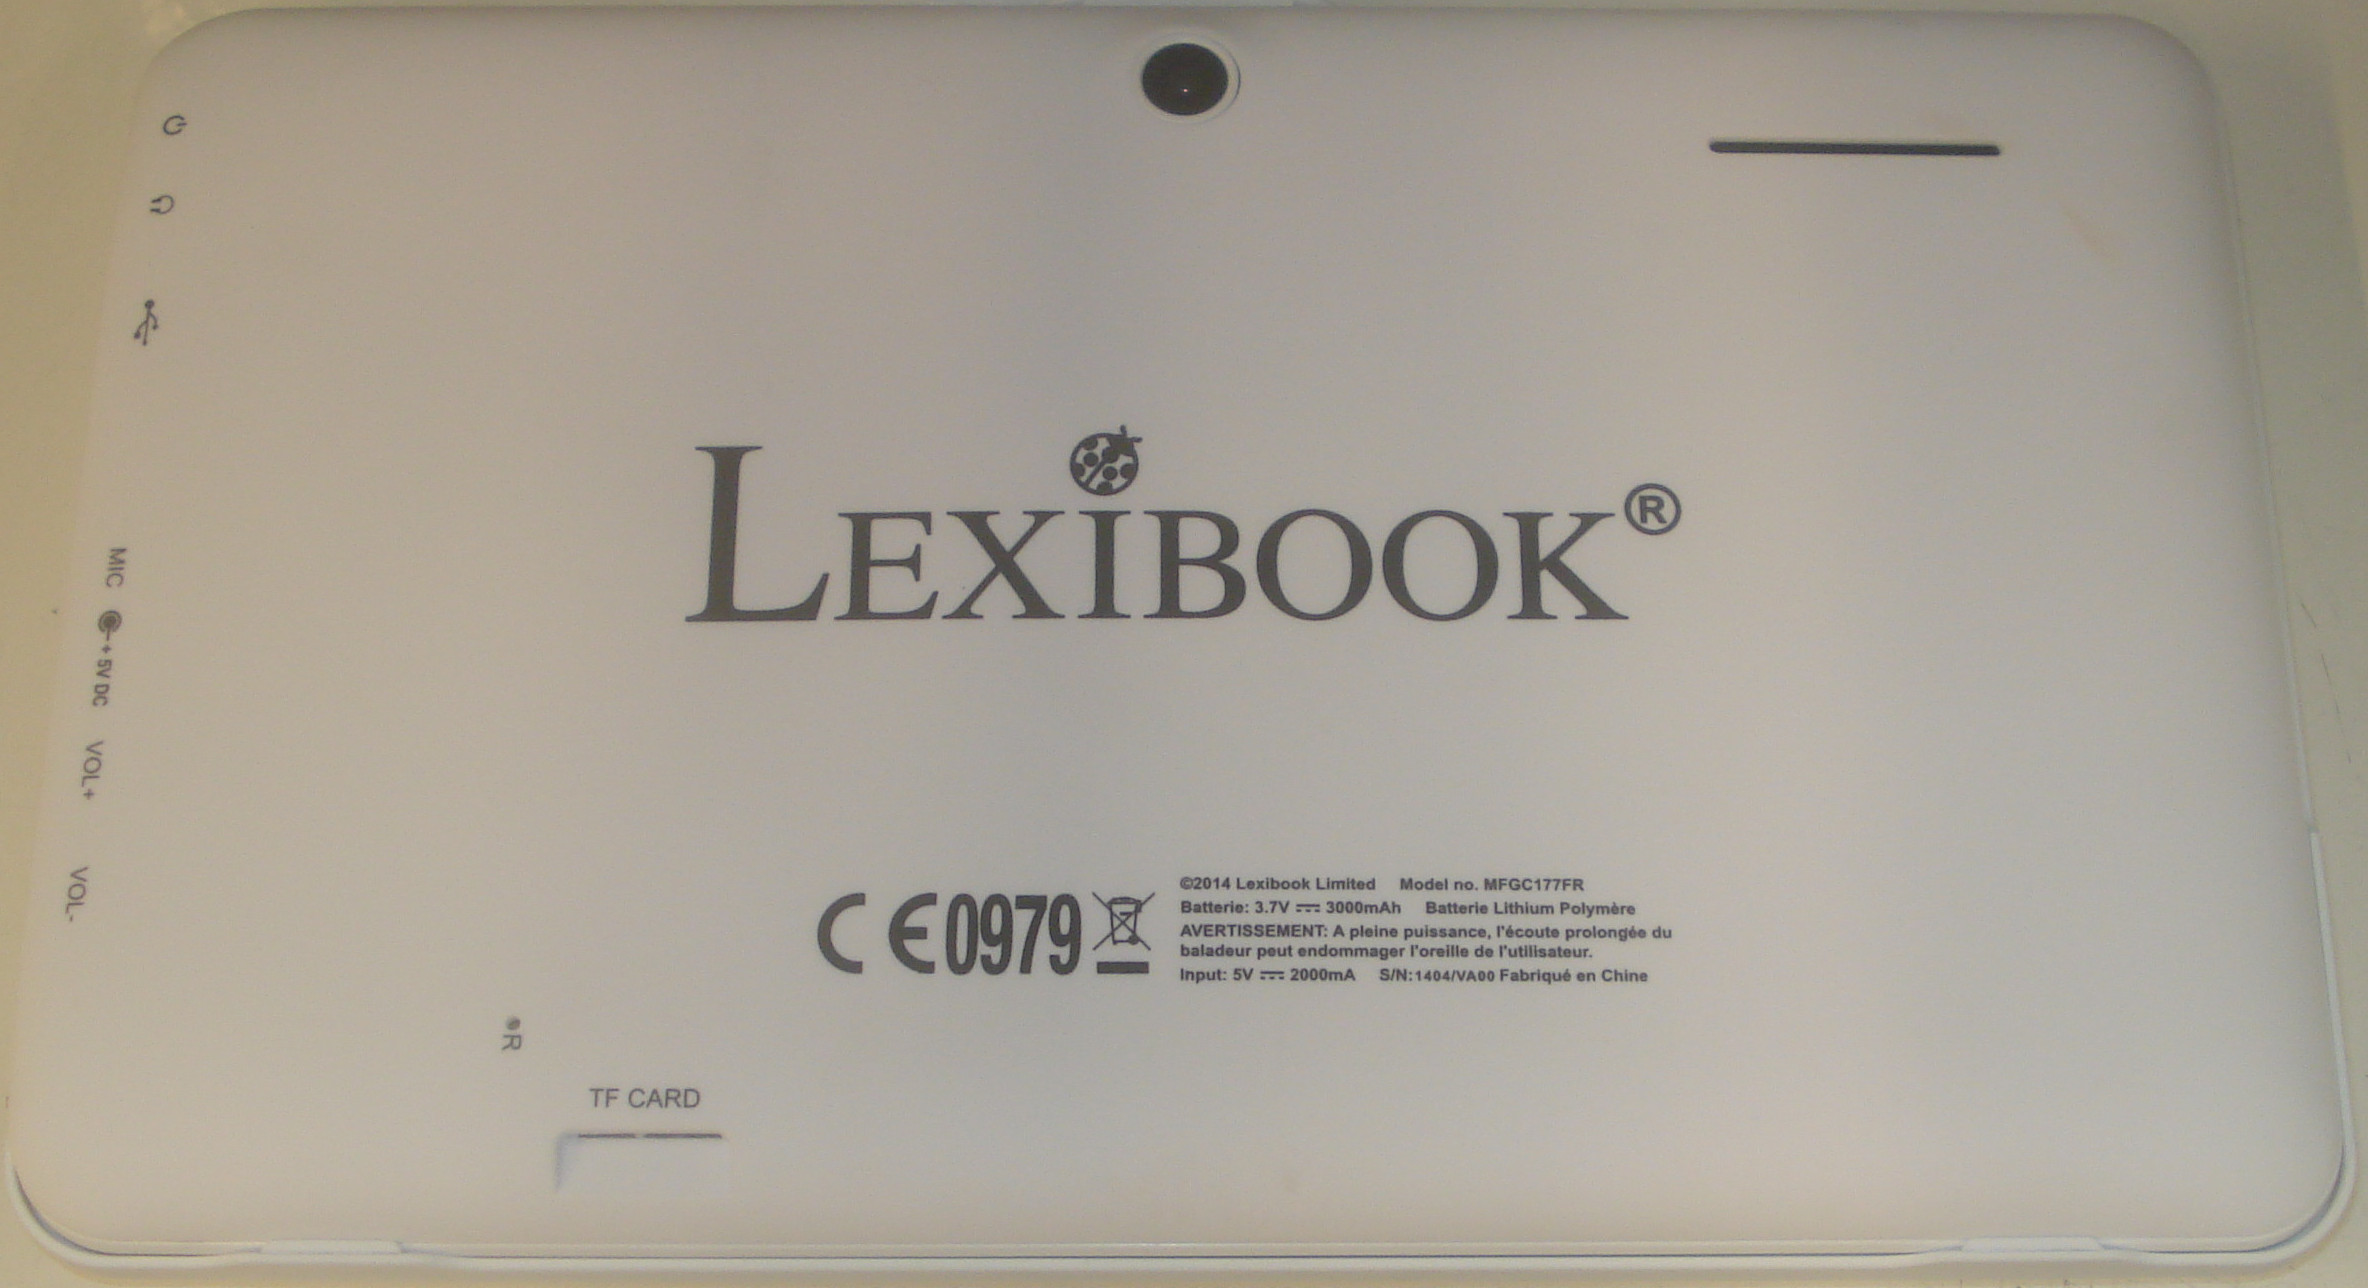 LEXIBOOK®
MIC
+ 5V DC
VOL+
VOL-
CE0979
©2014 Lexibook Limited Model no. MFGC177FR
Batterie: 3.7V ⎓ 3000mAh Batterie Lithium Polymère
AVERTISSEMENT: A pleine puissance, l'écoute prolongée du
baladeur peut endommager l'oreille de l'utilisateur.
Input: 5V ⎓ 2000mA S/N:1404/VA00 Fabriqué en Chine
R
TF CARD